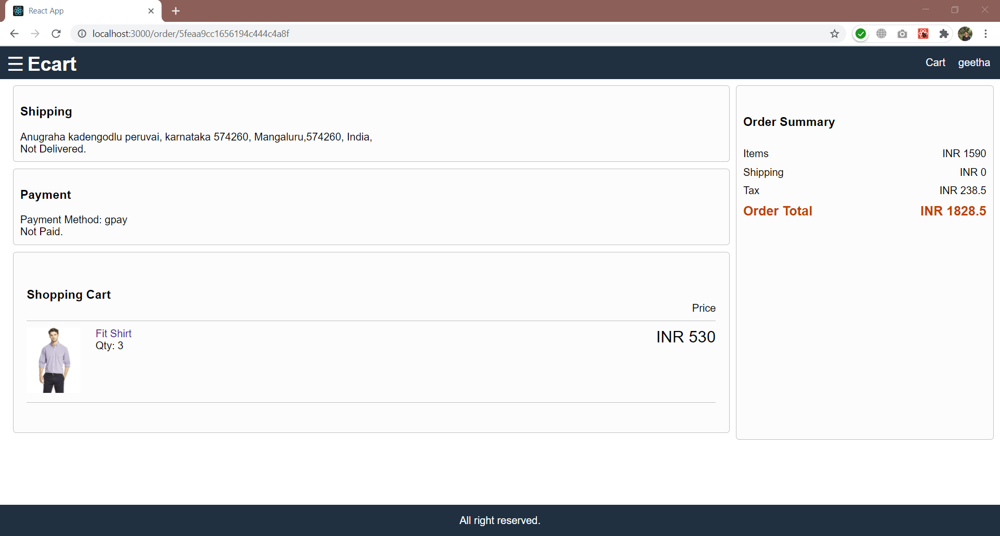 React App
localhost:3000/order/5feaa9cc1656194c444c4a8f
Ecart
Cart geetha
Shipping
Anugraha kadengodlu peruvai, karnataka 574260, Mangaluru,574260, India,
Not Delivered.
Payment
Payment Method: gpay
Not Paid.
Shopping Cart
Price
Fit Shirt
Qty: 3
INR 530
Order Summary
Items INR 1590
Shipping INR 0
Tax INR 238.5
Order Total INR 1828.5
All right reserved.